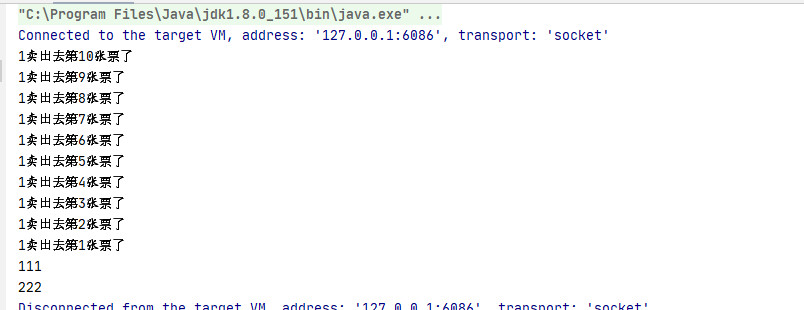 "C:\Program Files\Java\jdk1.8.0_151\bin\java.exe" ...
Connected to the target VM, address: '127.0.0.1:6086', transport: 'socket'
1卖出去第10张票了
1卖出去第9张票了
1卖出去第8张票了
1卖出去第7张票了
1卖出去第6张票了
1卖出去第5张票了
1卖出去第4张票了
1卖出去第3张票了
1卖出去第2张票了
1卖出去第1张票了
111
222
Disconnected from the target VM, address: '127.0.0.1:6086', transport: 'socket'